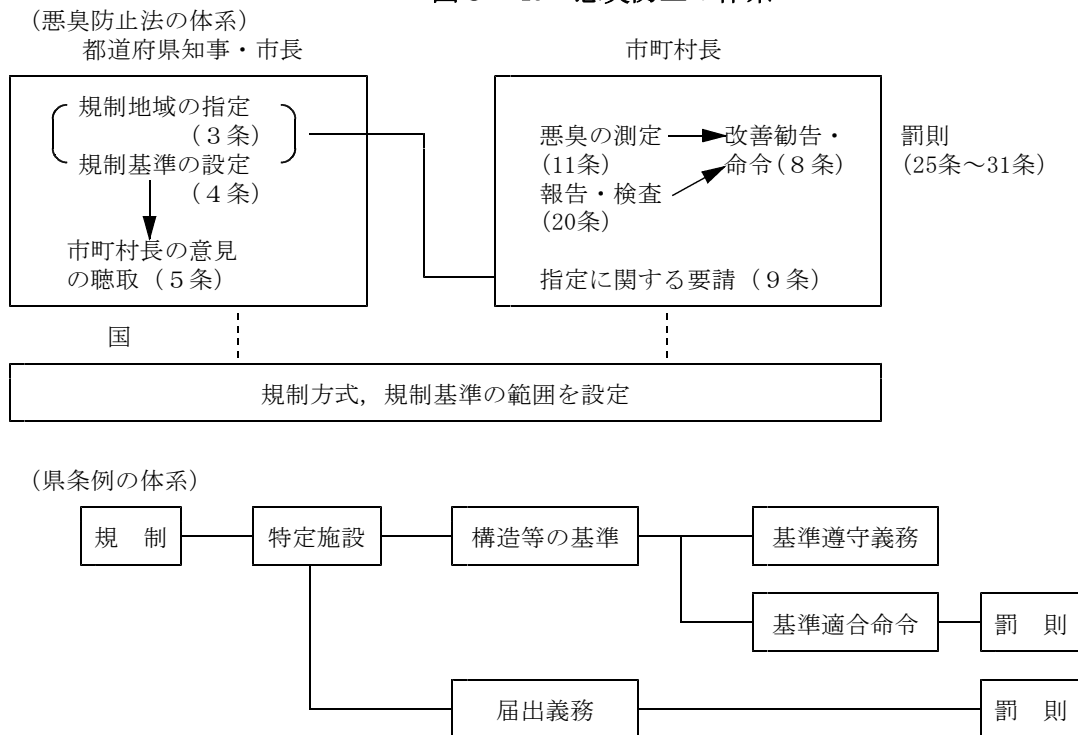 (悪臭防止法の体系)
都道府県知事・市長
市町村長
規制地域の指定
(3条)
規制基準の設定
(4条)
市町村長の意見
の聴取(5条)
悪臭の測定
(11条)
報告・検査
(20条)
改善勧告・
命令(8条)
指定に関する要請(9条)
罰則
(25条~31条)
国
規制方式,規制基準の範囲を設定
(県条例の体系)
規 制
特定施設
構造等の基準
基準遵守義務
基準適合命令
罰 則
届出義務
罰 則